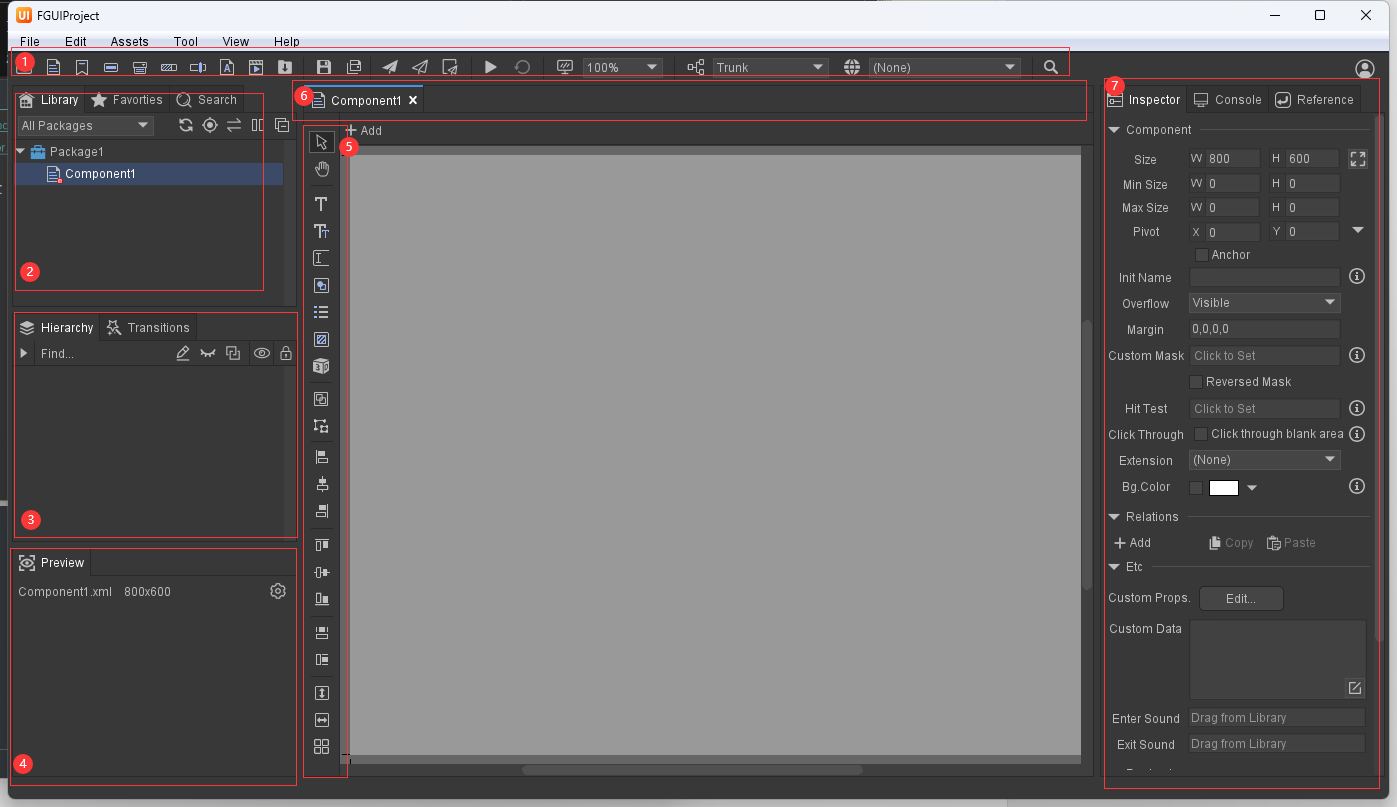 UI FGUIProject
File Edit Assets Tool View Help
1 A 100% Trunk (None)
Library Favorties Search
All Packages
Package1
Component1
2
Hierarchy Transitions
Find...
3
Preview
Component1.xml 800x600
4
6 Component1
Add
5
T
3D
7
Inspector Console Reference
Component
Size W 800 H 600
Min Size W 0 H 0
Max Size W 0 H 0
Pivot X 0 Y 0
Anchor
Init Name
Overflow Visible
Margin 0,0,0,0
Custom Mask Click to Set
Reversed Mask
Hit Test Click to Set
Click Through Click through blank area
Extension (None)
Bg.Color
Relations
Add Copy Paste
Etc
Custom Props. Edit...
Custom Data
Enter Sound Drag from Library
Exit Sound Drag from Library